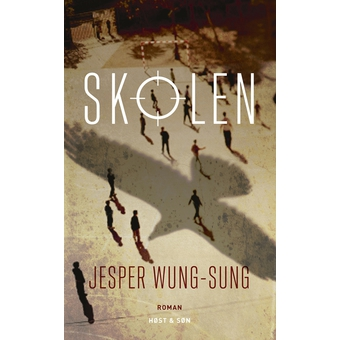 SKOLEN
JESPER WUNG-SUNG
ROMAN
HØST & SØN